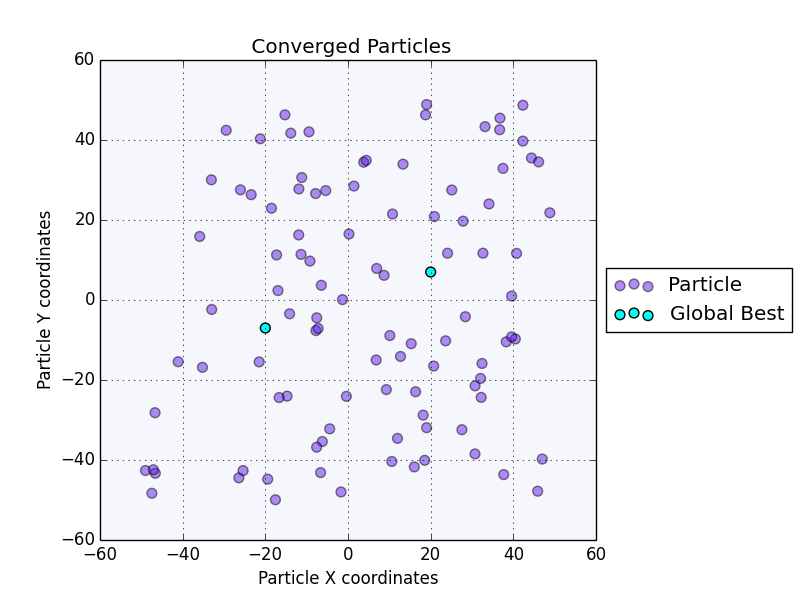 Converged Particles
60
40
20
0
−20
−40
−60
Particle Y coordinates
−60 −40 −20 0 20 40 60
Particle X coordinates
Particle
Global Best